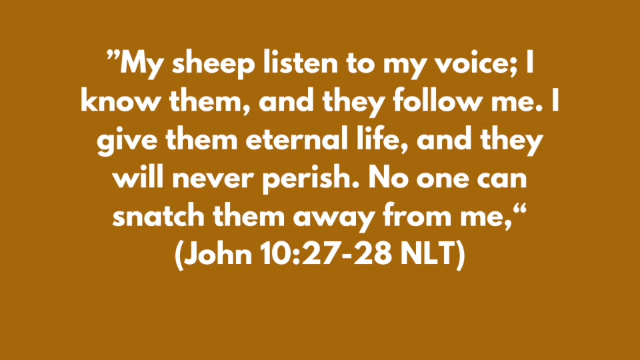 ”My sheep listen to my voice; I
know them, and they follow me. I
give them eternal life, and they
will never perish. No one can
snatch them away from me,“
(John 10:27-28 NLT)